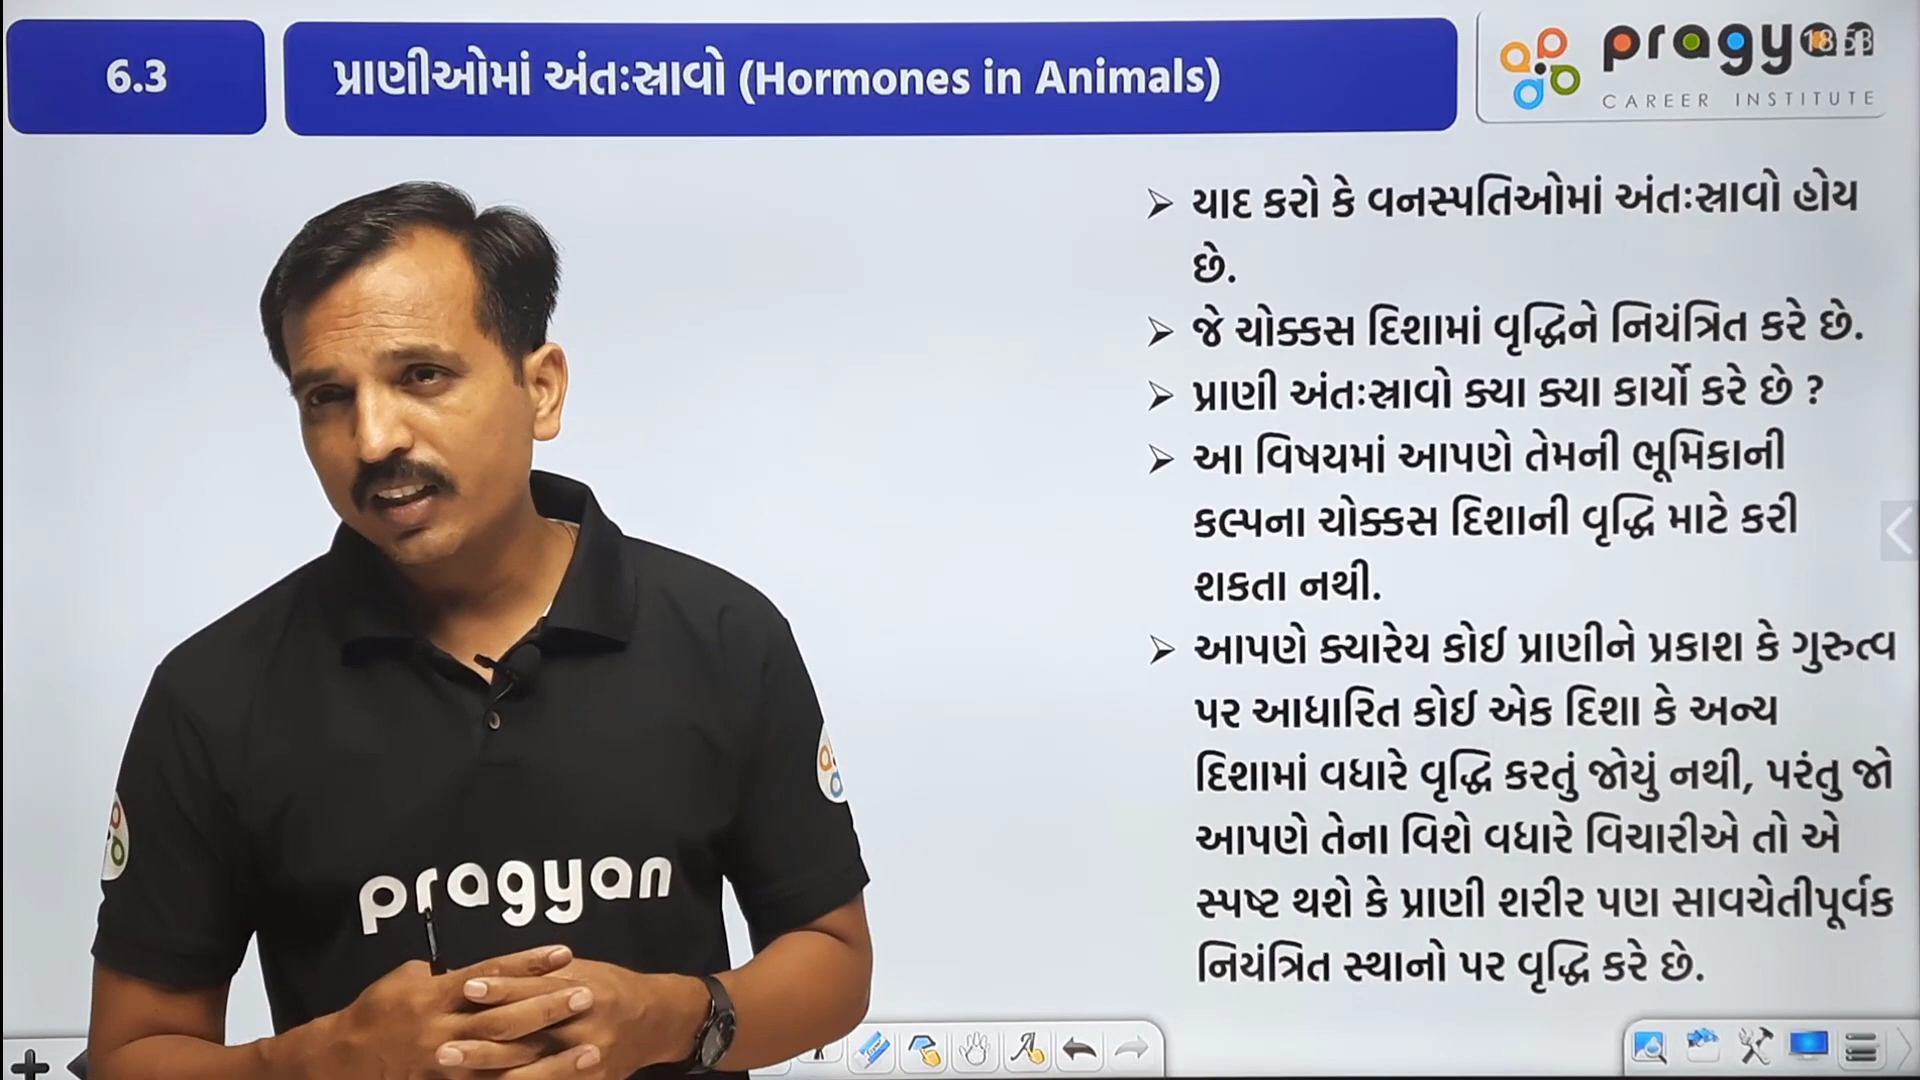 6.3
પ્રાણીઓમાં અંતઃસ્રાવો (Hormones in Animals)
pragyan
18:53
CAREER INSTITUTE
➢ યાદ કરો કે વનસ્પતિઓમાં અંતઃસ્રાવો હોય
છે.
➢ જે ચોક્કસ દિશામાં વૃદ્ધિને નિયંત્રિત કરે છે.
➢ પ્રાણી અંતઃસ્રાવો ક્યા ક્યા કાર્યો કરે છે ?
➢ આ વિષયમાં આપણે તેમની ભૂમિકાની
કલ્પના ચોક્કસ દિશાની વૃદ્ધિ માટે કરી
શકતા નથી.
➢ આપણે ક્યારેય કોઈ પ્રાણીને પ્રકાશ કે ગુરુત્વ
પર આધારિત કોઈ એક દિશા કે અન્ય
દિશામાં વધારે વૃદ્ધિ કરતું જોયું નથી, પરંતુ જો
આપણે તેના વિશે વધારે વિચારીએ તો એ
સ્પષ્ટ થશે કે પ્રાણી શરીર પણ સાવચેતીપૂર્વક
નિયંત્રિત સ્થાનો પર વૃદ્ધિ કરે છે.
pragyan